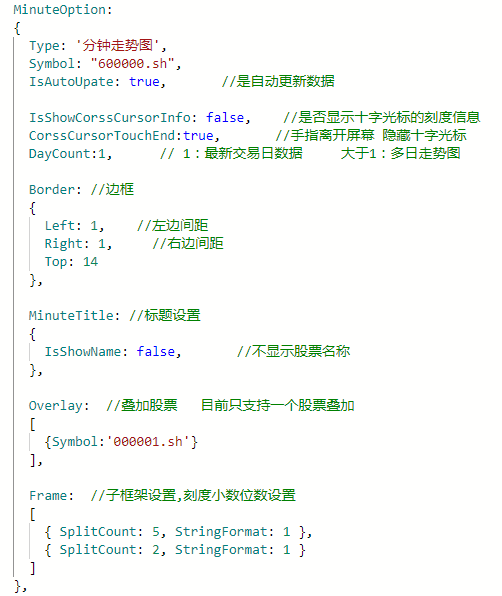 MinuteOption:
{
Type: '分钟走势图',
Symbol: "600000.sh",
IsAutoUpate: true, //是自动更新数据
IsShowCorssCursorInfo: false, //是否显示十字光标的刻度信息
CorssCursorTouchEnd:true, //手指离开屏幕 隐藏十字光标
DayCount:1, // 1：最新交易日数据 大于1：多日走势图
Border: //边框
{
Left: 1, //左边间距
Right: 1, //右边间距
Top: 14
},
MinuteTitle: //标题设置
{
IsShowName: false, //不显示股票名称
},
Overlay: //叠加股票 目前只支持一个股票叠加
[
{Symbol:'000001.sh'}
],
Frame: //子框架设置,刻度小数位数设置
[
{ SplitCount: 5, StringFormat: 1 },
{ SplitCount: 2, StringFormat: 1 }
]
},